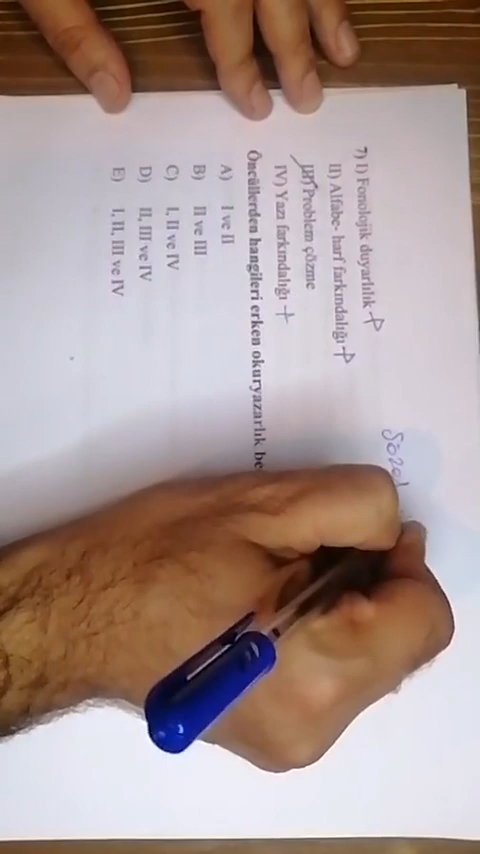 7) I) Fonolojik duyarlılık +
II) Alfabe- harf farkındalığı +
III) Problem çözme
IV) Yazı farkındalığı +
Öncüllerden hangileri erken okuryazarlık be
A) I ve II
B) II ve III
C) I, II ve IV
D) II, III ve IV
E) I, II, III ve IV
Sözel